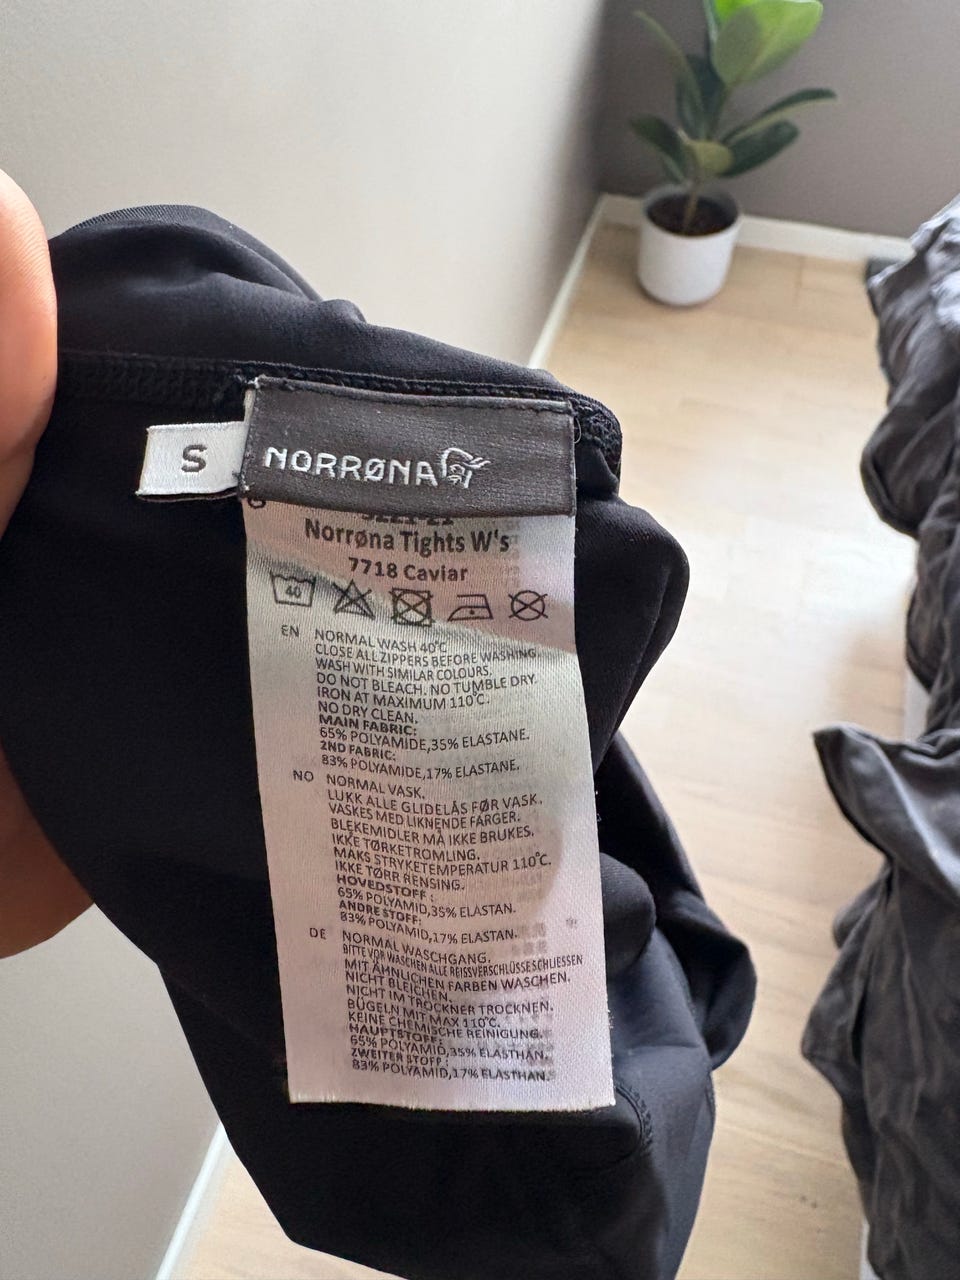 S
NORRØNA
Norrøna Tights W's
7718 Caviar
40
EN NORMAL WASH 40°C
CLOSE ALL ZIPPERS BEFORE WASHING.
WASH WITH SIMILAR COLOURS.
DO NOT BLEACH. NO TUMBLE DRY.
IRON AT MAXIMUM 110°C.
NO DRY CLEAN.
MAIN FABRIC:
65% POLYAMIDE,35% ELASTANE.
2ND FABRIC:
83% POLYAMIDE,17% ELASTANE.
NO NORMAL VASK.
LUKK ALLE GLIDELÅS FØR VASK.
VASKES MED LIKNENDE FARGER.
BLEKEMIDLER MÅ IKKE BRUKES.
IKKE TØRKETROMLING.
MAKS STRYKETEMPERATUR 110°C.
IKKE TØRR RENSING.
HOVEDSTOFF :
65% POLYAMID,35% ELASTAN.
ANDRE STOFF:
83% POLYAMID,17% ELASTAN.
DE NORMAL WASCHGANG.
BITTE VOR WASCHEN ALLE REISSVERSCHLÜSSE SCHLIESSEN
MIT ÄHNLICHEN FARBEN WASCHEN.
NICHT BLEICHEN.
NICHT IM TROCKNER TROCKNEN.
BÜGELN MIT MAX 110°C.
KEINE CHEMISCHE REINIGUNG.
HAUPTSTOFF:
65% POLYAMID,35% ELASTHAN.
ZWEITER STOFF :
83% POLYAMID,17% ELASTHAN.